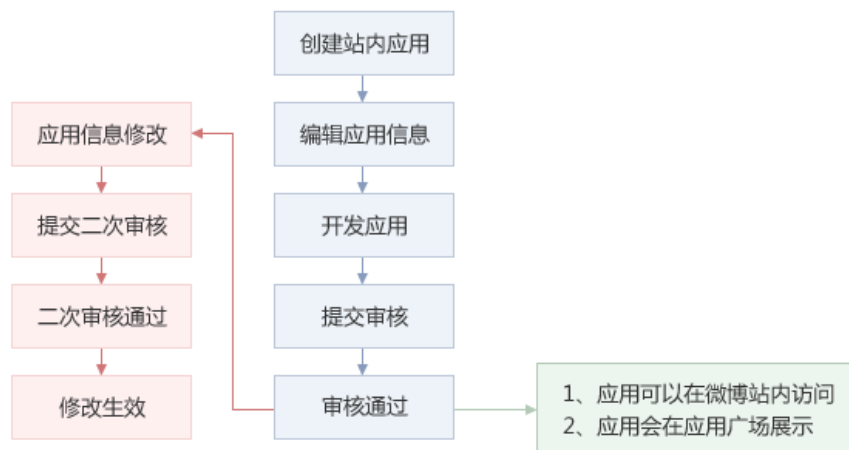 创建站内应用
编辑应用信息
开发应用
提交审核
审核通过
应用信息修改
提交二次审核
二次审核通过
修改生效
1、应用可以在微博站内访问
2、应用会在应用广场展示